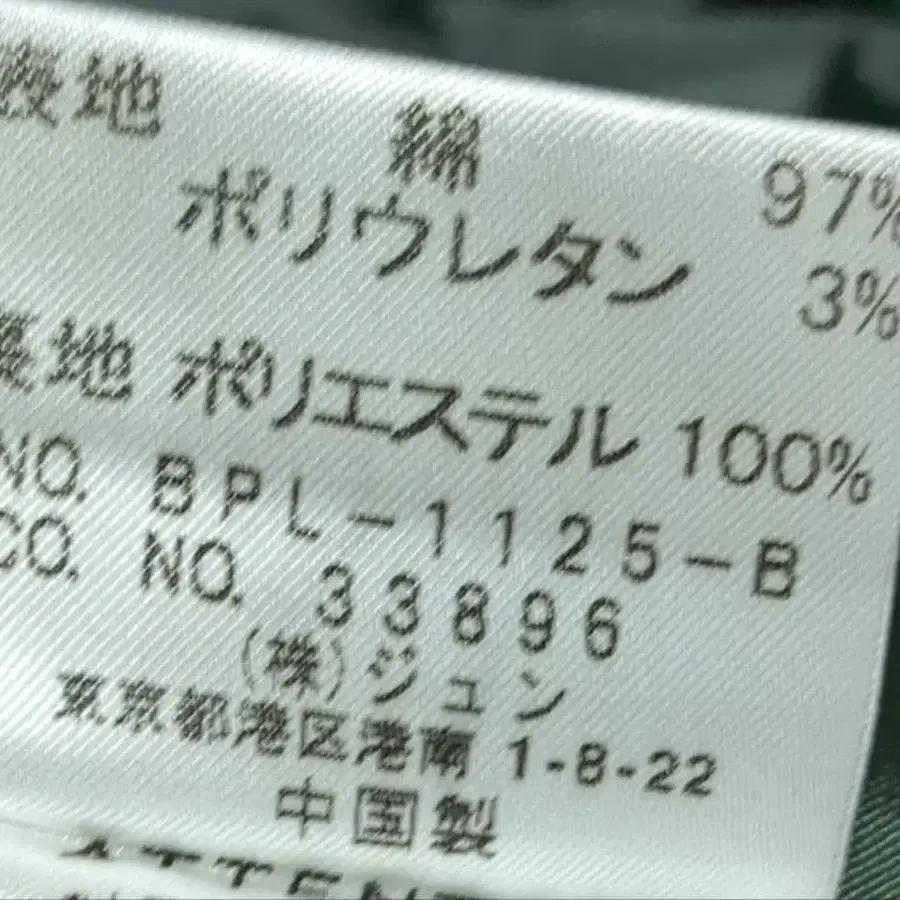 表地
綿 97%
ポリウレタン 3%
裏地 ポリエステル 100%
NO. BPL-1125-B
CO. NO. 33896
(株)ジュン
東京都港区港南 1-8-22
中国製